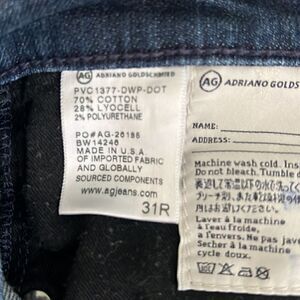 AG ADRIANO GOLDSCHMIED
PVC1377-DWP-DOT
70% COTTON
28% LYOCELL
2% POLYURETHANE
PO#AG-26186
BW14246
MADE IN U.S.A
OF IMPORTED FABRIC
AND GLOBALLY
SOURCED COMPONENTS
www.agjeans.com
31R
AG ADRIANO GOLDS
NAME:
ADDRESS:
Machine wash cold. Ins
Do not bleach. Tumble d
Laver à la machine
à l'eau froide.
à l'envers. Ne pas jave
Sécher à la machine
cycle doux.